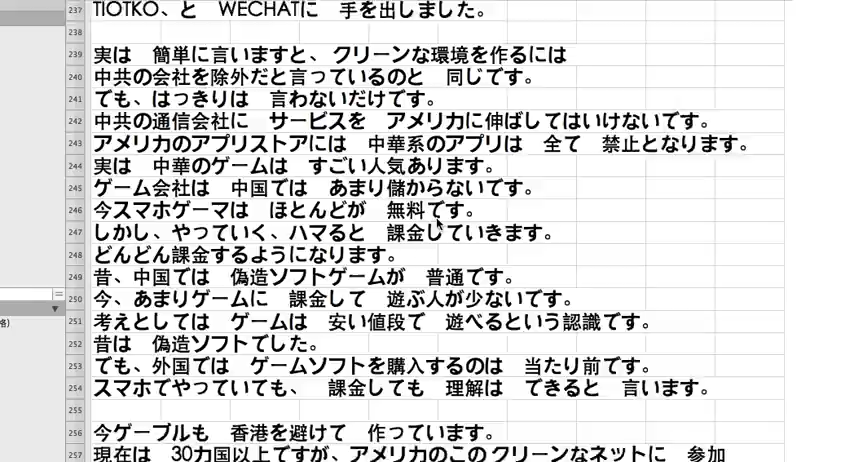 237 TIOTKO、と　WECHATに　手を出しました。
238
239 実は　簡単に言いますと、クリーンな環境を作るには
240 中共の会社を除外だと言っているのと　同じです。
241 でも、はっきりは　言わないだけです。
242 中共の通信会社に　サービスを　アメリカに伸ばしてはいけないです。
243 アメリカのアプリストアには　中華系のアプリは　全て　禁止となります。
244 実は　中華のゲームは　すごい人気あります。
245 ゲーム会社は　中国では　あまり儲からないです。
246 今スマホゲーマは　ほとんどが　無料です。
247 しかし、やっていく、ハマると　課金していきます。
248 どんどん課金するようになります。
249 昔、中国では　偽造ソフトゲームが　普通です。
250 今、あまりゲームに　課金して　遊ぶ人が少ないです。
251 考えとしては　ゲームは　安い値段で　遊べるという認識です。
252 昔は　偽造ソフトでした。
253 でも、外国では　ゲームソフトを購入するのは　当たり前です。
254 スマホでやっていても、　課金しても　理解は　できると　言います。
255
256 今ケーブルも　香港を避けて　作っています。
257 現在は　30カ国以上ですが、アメリカのこのクリーンなネットに　参加
格)